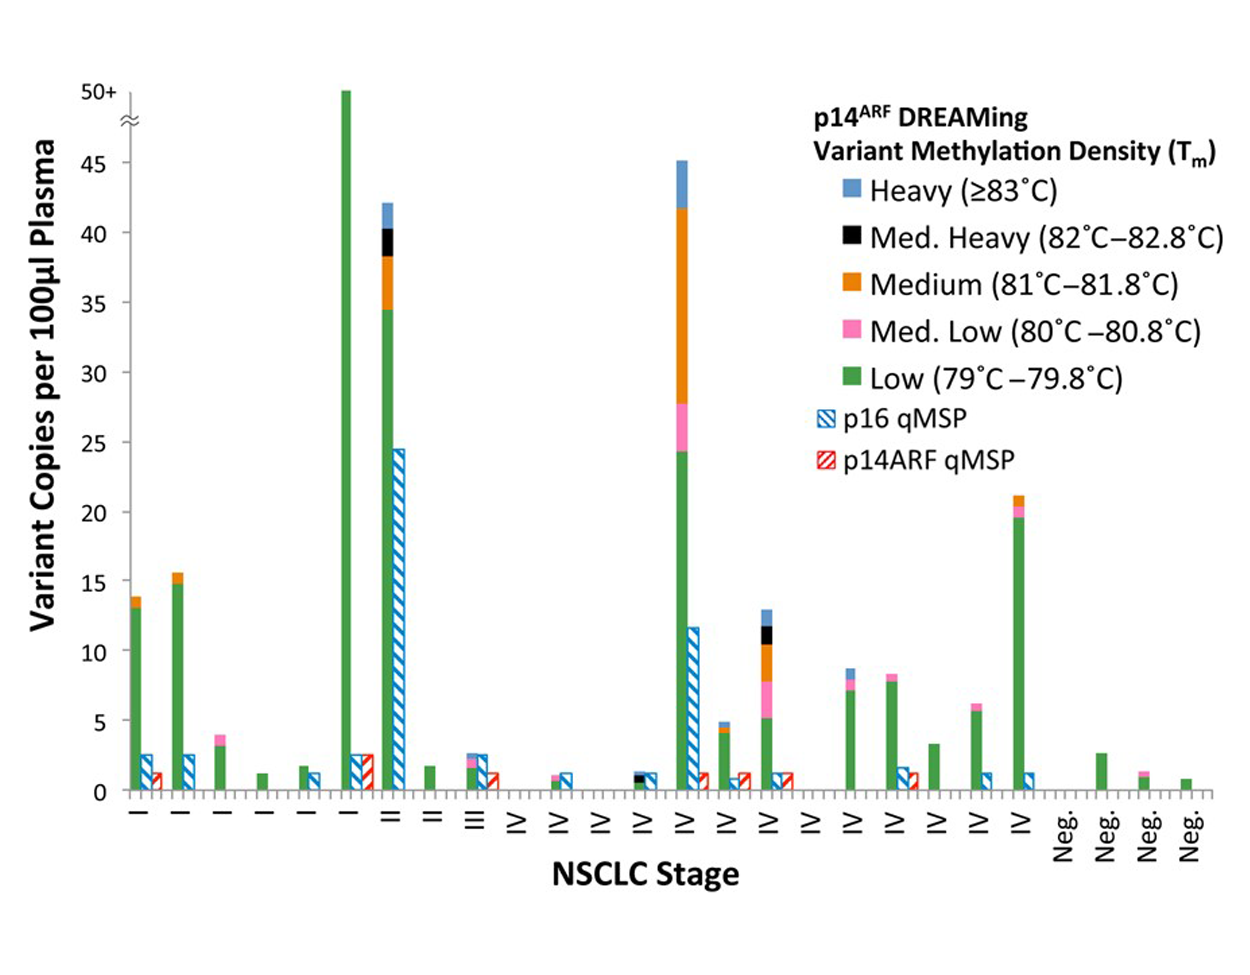 50+
45
40
35
30
25
20
15
10
5
0
Variant Copies per 100µl Plasma
p14ARF DREAMing
Variant Methylation Density (Tm)
Heavy (≥83˚C)
Med. Heavy (82˚C–82.8˚C)
Medium (81˚C–81.8˚C)
Med. Low (80˚C –80.8˚C)
Low (79˚C –79.8˚C)
p16 qMSP
p14ARF qMSP
I I I I I I II II III IV IV IV IV IV IV IV IV IV IV IV IV IV Neg. Neg. Neg. Neg.
NSCLC Stage